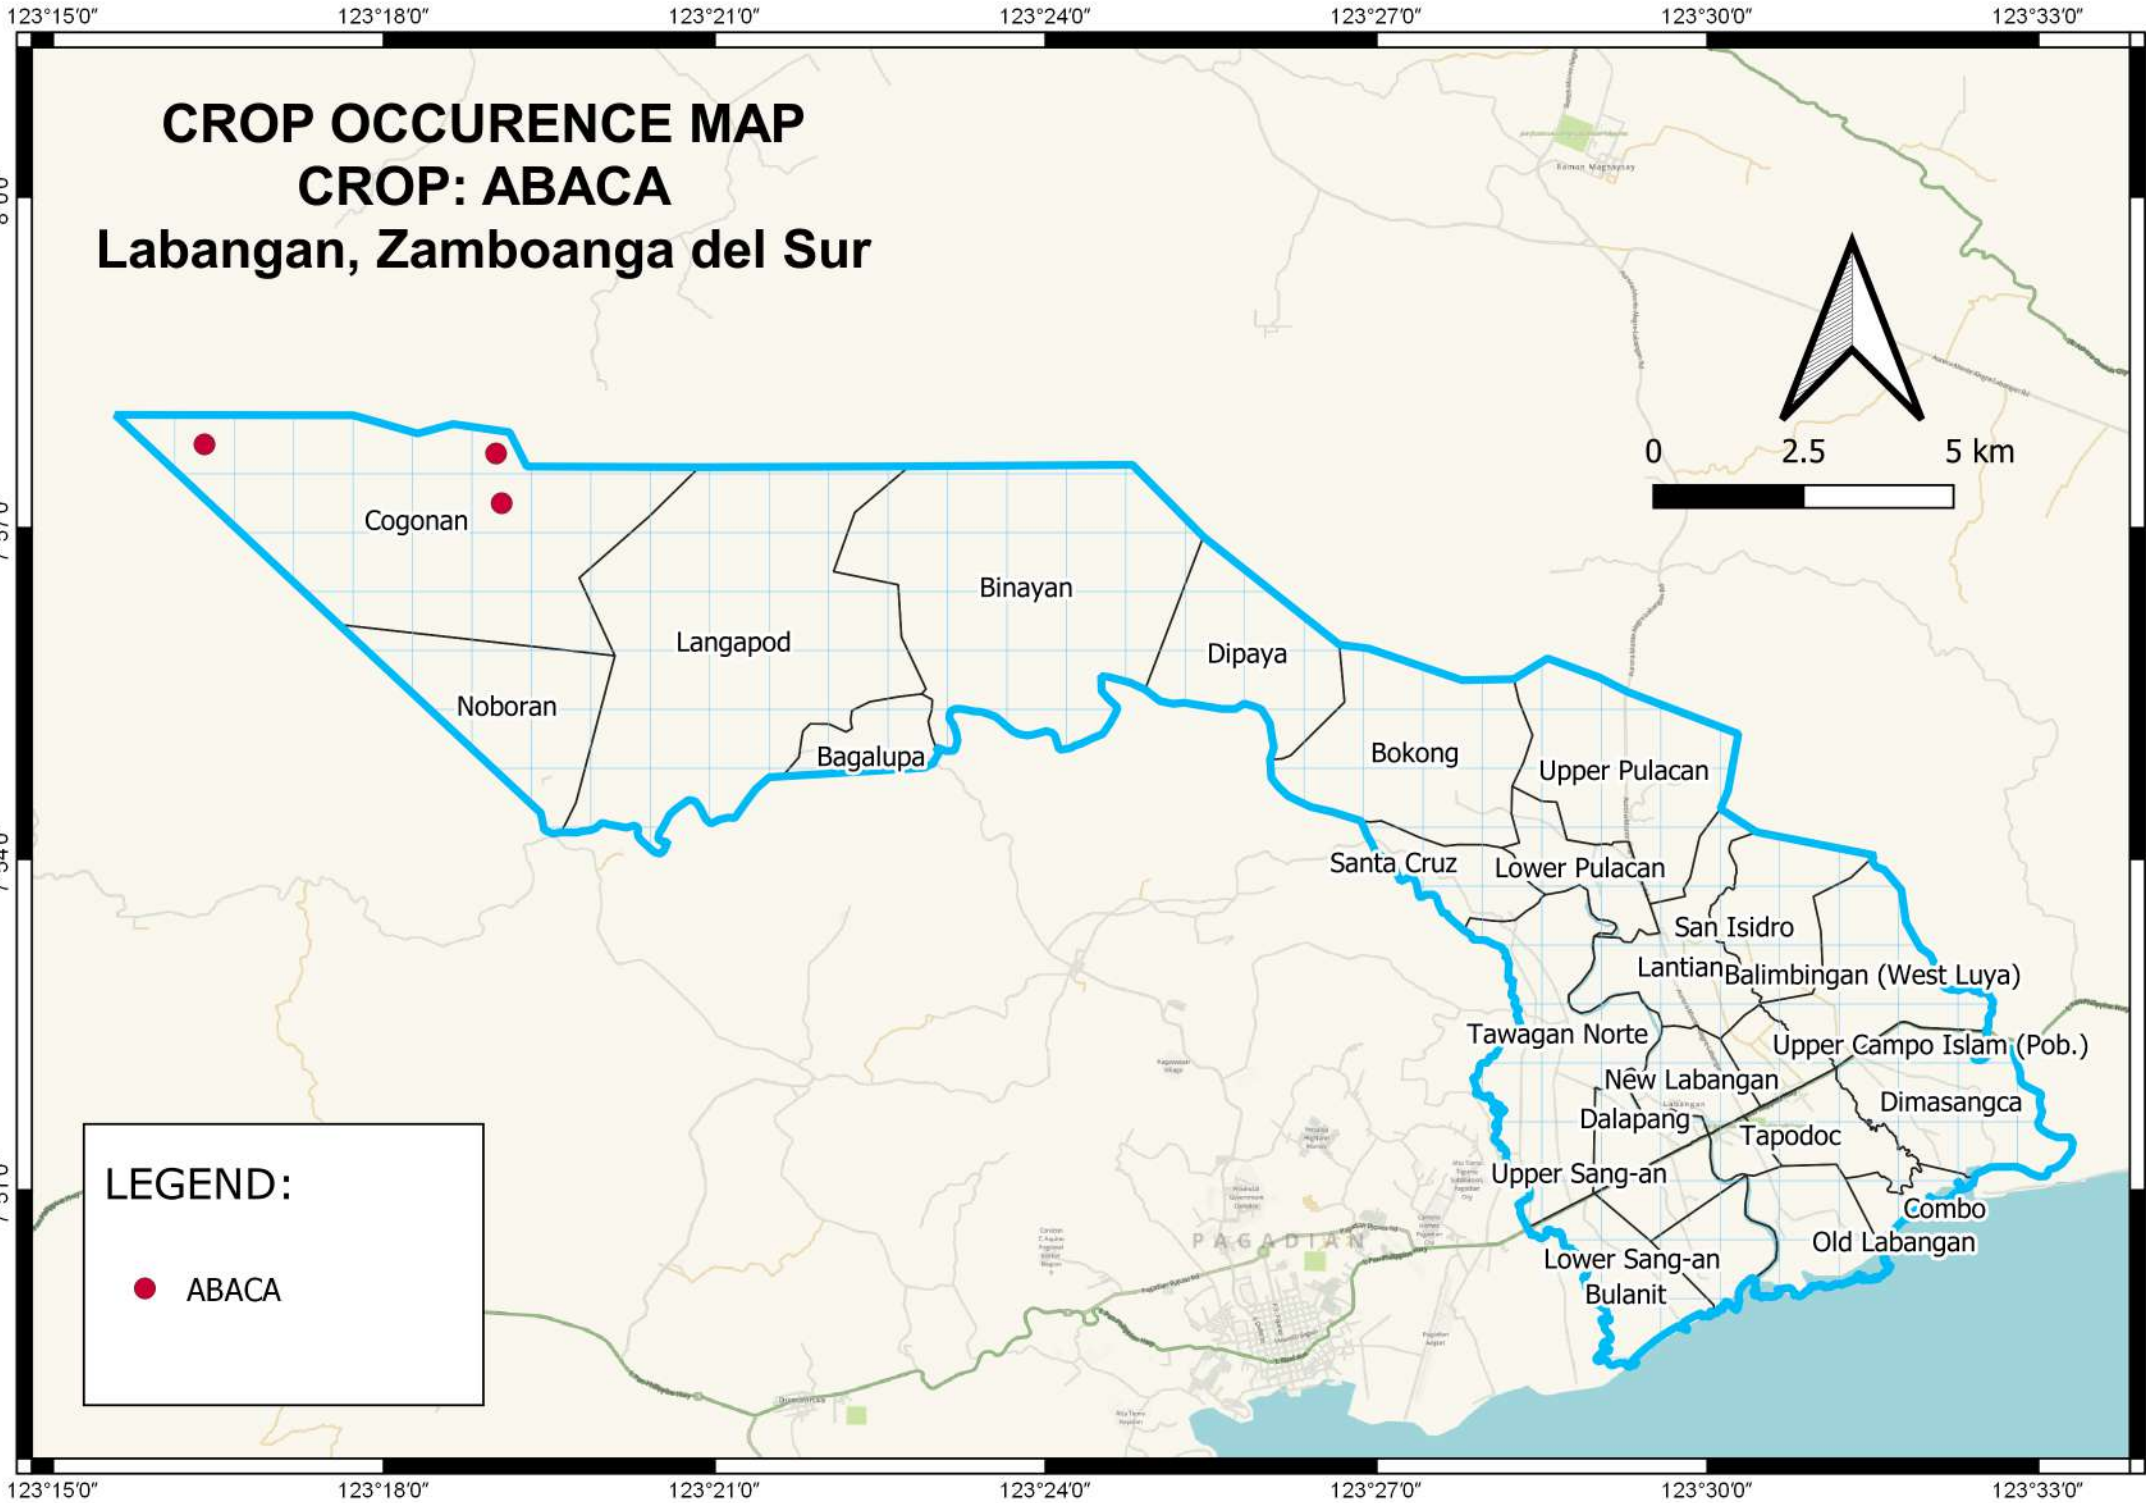 123°15′0″ 123°18′0″ 123°21′0″ 123°24′0″ 123°27′0″ 123°30′0″ 123°33′0″
CROP OCCURENCE MAP
CROP: ABACA
Labangan, Zamboanga del Sur
Ramon Magsaysay
0 2.5 5 km
Cogonan
Binayan
Langapod
Dipaya
Noboran
Bagalupa
Bokong
Upper Pulacan
Santa Cruz
Lower Pulacan
San Isidro
Lantian
Balimbingan (West Luya)
Tawagan Norte
Upper Campo Islam (Pob.)
New Labangan
Labangan
Dimasangca
Dalapang
Tapodoc
Upper Sang-an
Combo
Old Labangan
PAGADIAN
Lower Sang-an
Bulanit
LEGEND:
ABACA
123°15′0″ 123°18′0″ 123°21′0″ 123°24′0″ 123°27′0″ 123°30′0″ 123°33′0″